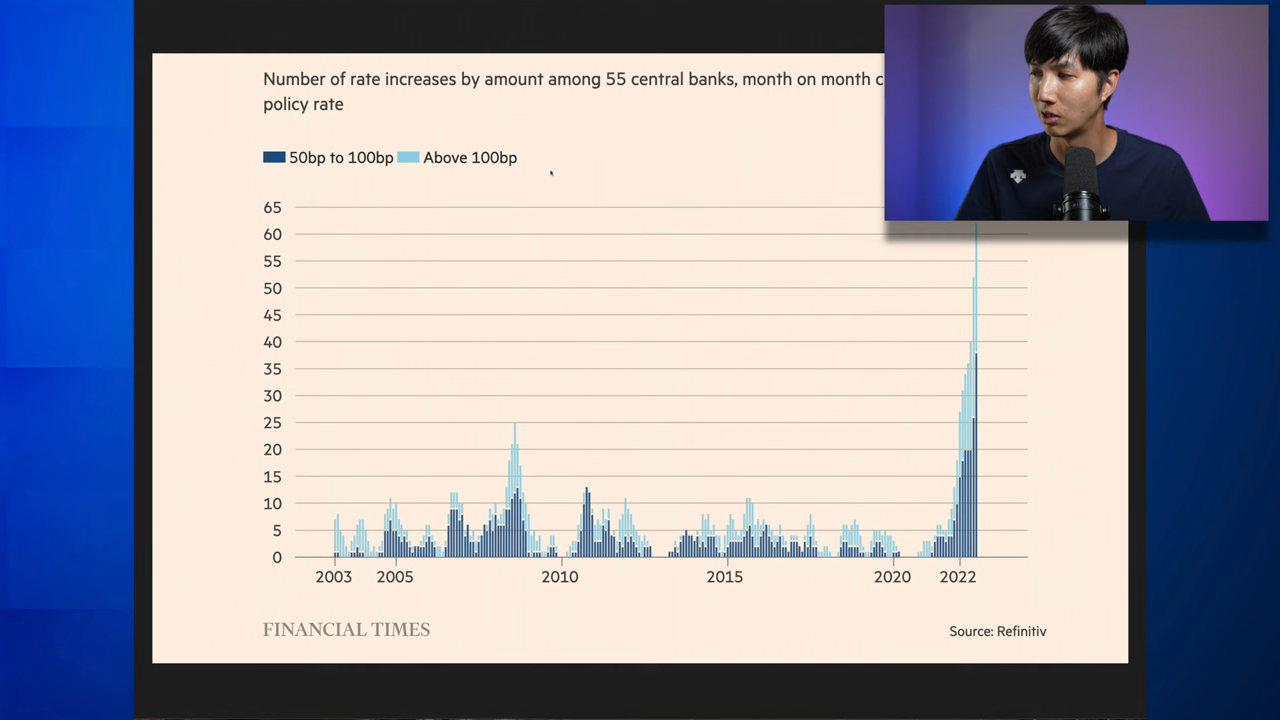 Number of rate increases by amount among 55 central banks, month on month
policy rate
50bp to 100bp Above 100bp
65
60
55
50
45
40
35
30
25
20
15
10
5
0
2003 2005 2010 2015 2020 2022
FINANCIAL TIMES Source: Refinitiv